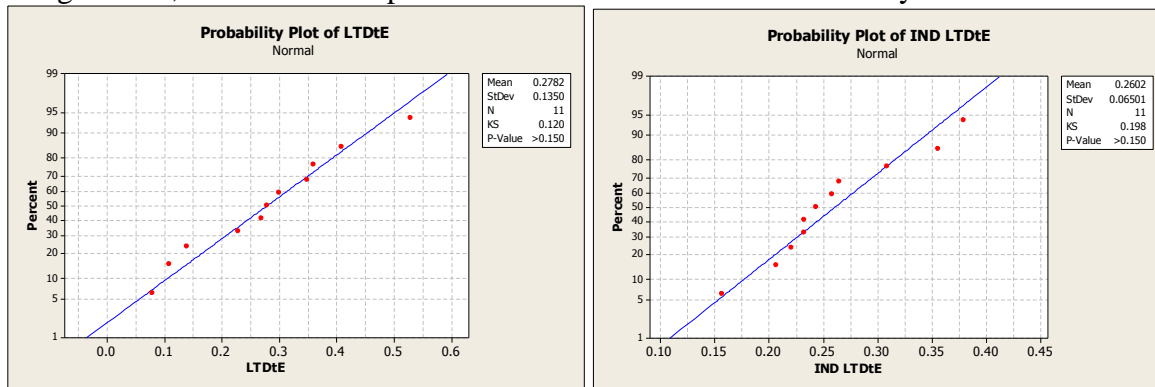 Probability Plot of LTDtE
Normal
Mean 0.2782
StDev 0.1350
N 11
KS 0.120
P-Value >0.150
99
95
90
80
70
60
50
40
30
20
10
5
1
Percent
0.0 0.1 0.2 0.3 0.4 0.5 0.6
LTDtE
Probability Plot of IND LTDtE
Normal
Mean 0.2602
StDev 0.06501
N 11
KS 0.198
P-Value >0.150
99
95
90
80
70
60
50
40
30
20
10
5
1
Percent
0.10 0.15 0.20 0.25 0.30 0.35 0.40 0.45
IND LTDtE